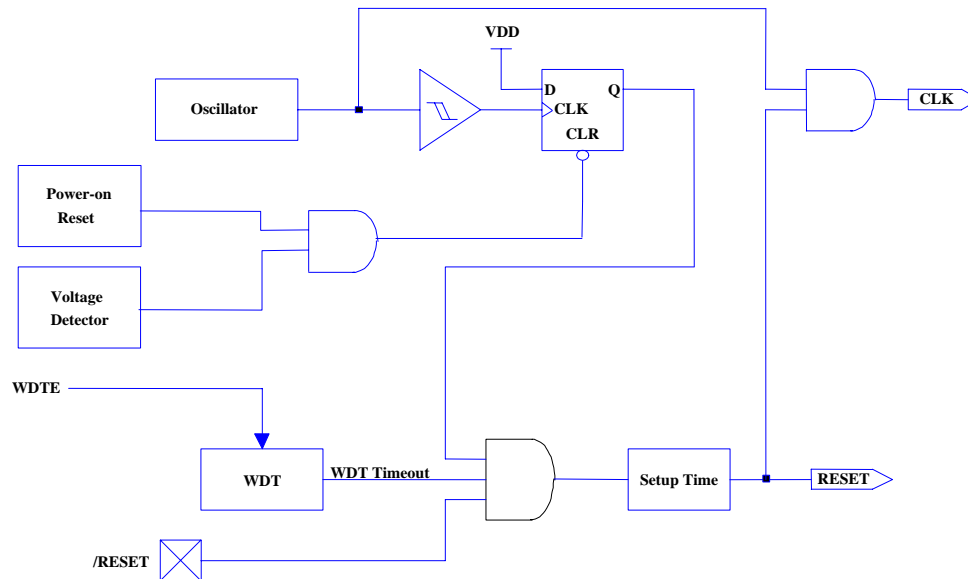 VDD
D
Q
CLK
CLR
Oscillator
CLK
Power-on
Reset
Voltage
Detector
WDTE
WDT
WDT Timeout
Setup Time
RESET
/RESET